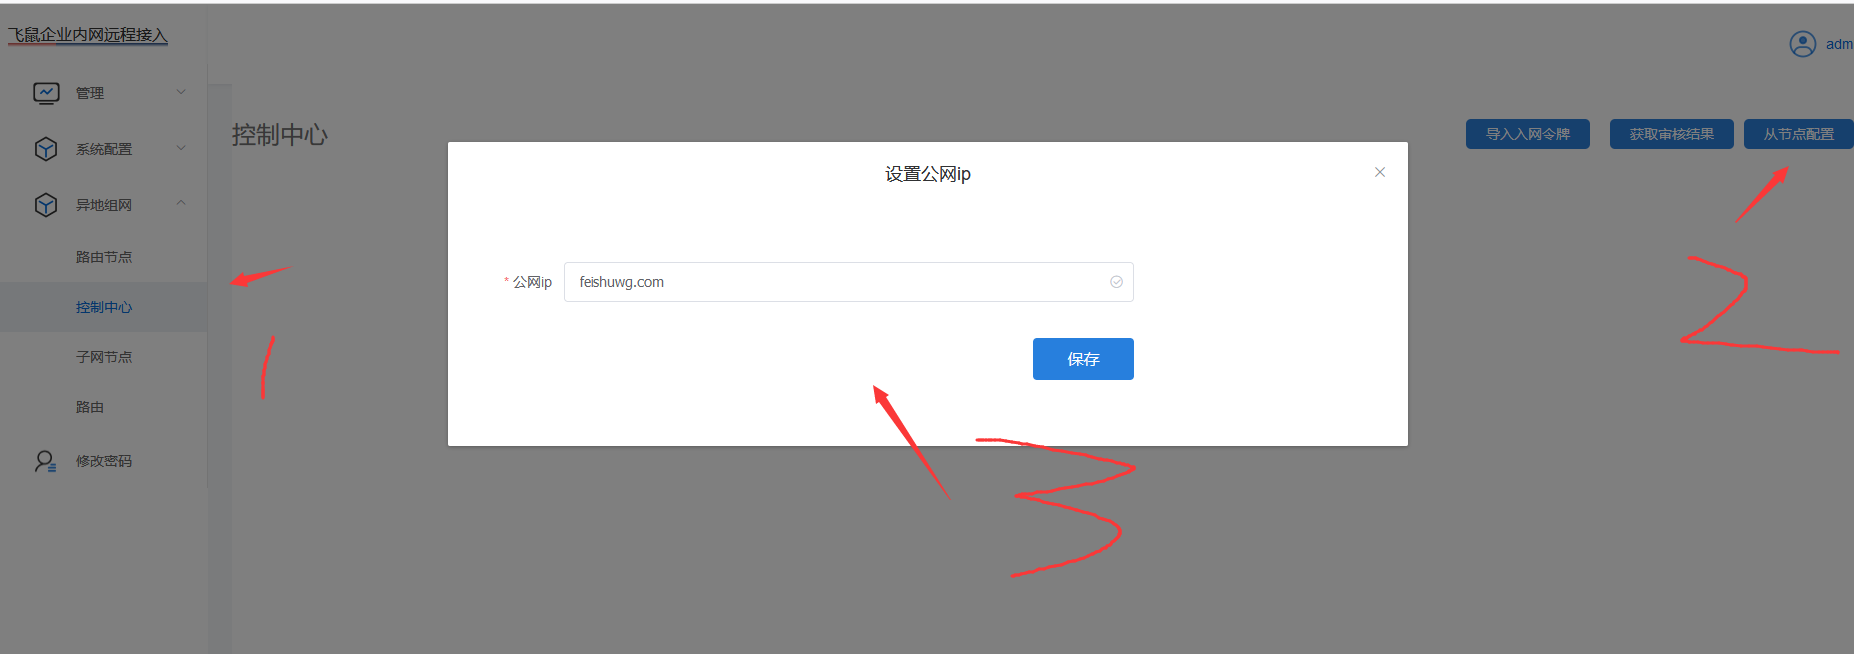 飞鼠企业内网远程接入
adm
管理
系统配置
异地组网
路由节点
控制中心
子网节点
路由
修改密码
控制中心
导入入网令牌
获取审核结果
从节点配置
设置公网ip
* 公网ip
feishuwg.com
保存
1
2
3